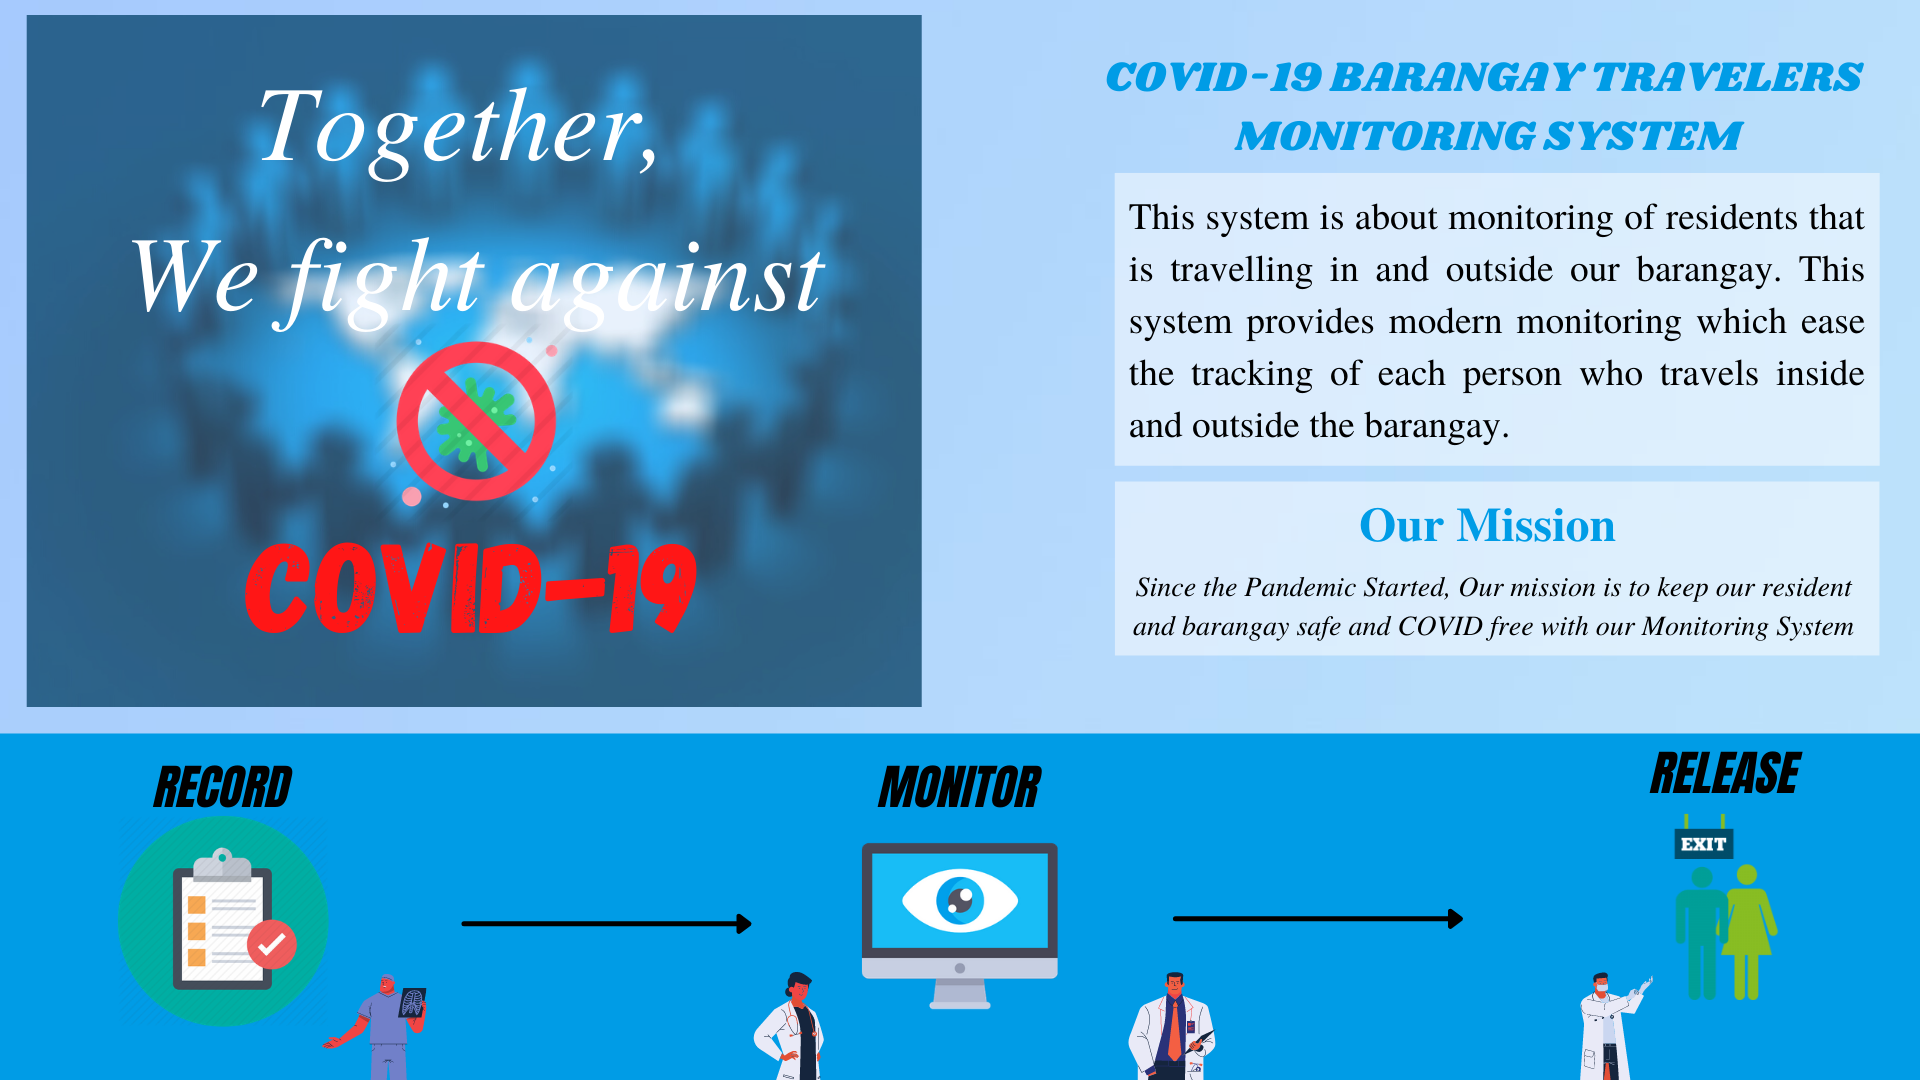 Together,
We fight against
COVID-19
COVID-19 BARANGAY TRAVELERS
MONITORING SYSTEM
This system is about monitoring of residents that
is travelling in and outside our barangay. This
system provides modern monitoring which ease
the tracking of each person who travels inside
and outside the barangay.
Our Mission
Since the Pandemic Started, Our mission is to keep our resident
and barangay safe and COVID free with our Monitoring System
RECORD
MONITOR
RELEASE
EXIT